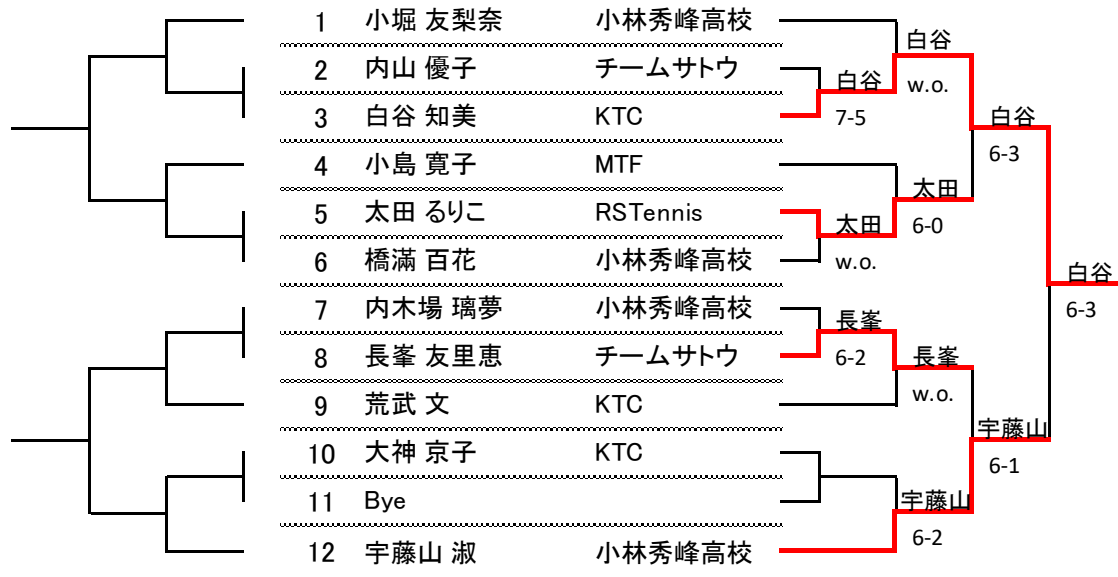 1 小堀 友梨奈 小林秀峰高校
白谷
2 内山 優子 チームサトウ
白谷
w.o.
3 白谷 知美 KTC
7-5
白谷
6-3
4 小島 寛子 MTF
太田
5 太田 るりこ RSTennis
太田
6-0
6 橋滿 百花 小林秀峰高校
w.o.
白谷
6-3
7 内木場 璃夢 小林秀峰高校
長峯
8 長峯 友里恵 チームサトウ
6-2
長峯
w.o.
9 荒武 文 KTC
宇藤山
6-1
10 大神 京子 KTC
11 Bye
宇藤山
6-2
12 宇藤山 淑 小林秀峰高校